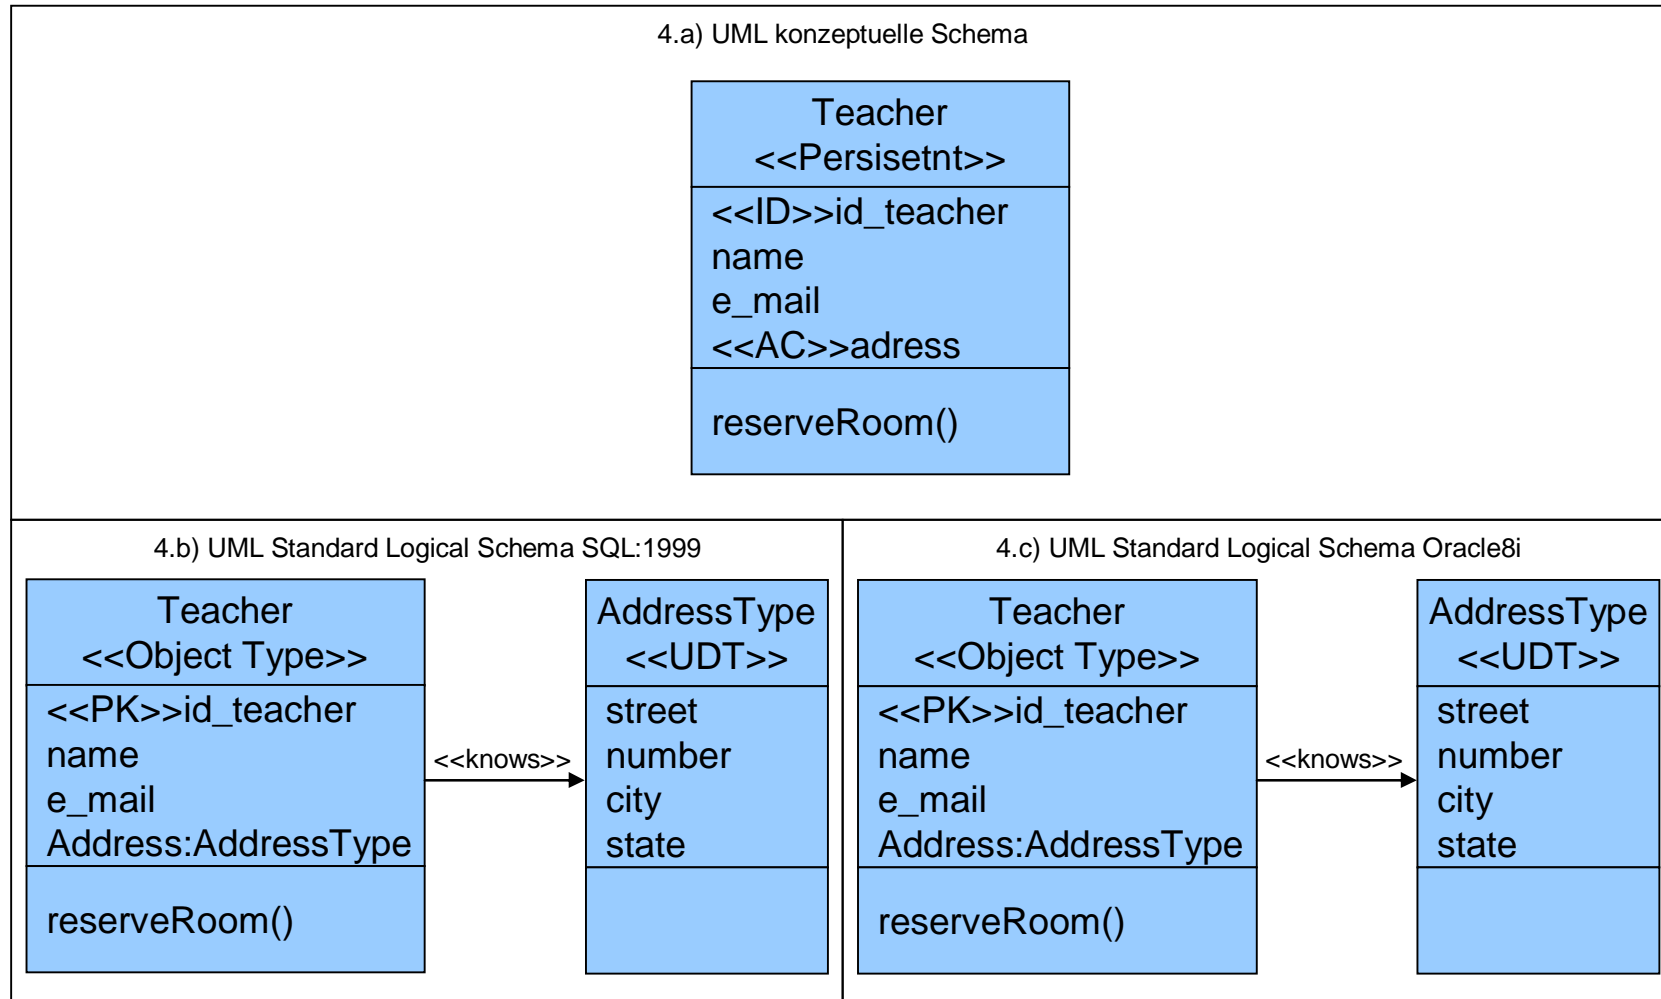 4.a) UML konzeptuelle Schema
Teacher
<<Persisetnt>>
<<ID>>id_teacher
name
e_mail
<<AC>>adress
reserveRoom()
4.b) UML Standard Logical Schema SQL:1999
Teacher
<<Object Type>>
<<PK>>id_teacher
name
e_mail
Address:AddressType
reserveRoom()
<<knows>>
AddressType
<<UDT>>
street
number
city
state
4.c) UML Standard Logical Schema Oracle8i
Teacher
<<Object Type>>
<<PK>>id_teacher
name
e_mail
Address:AddressType
reserveRoom()
<<knows>>
AddressType
<<UDT>>
street
number
city
state